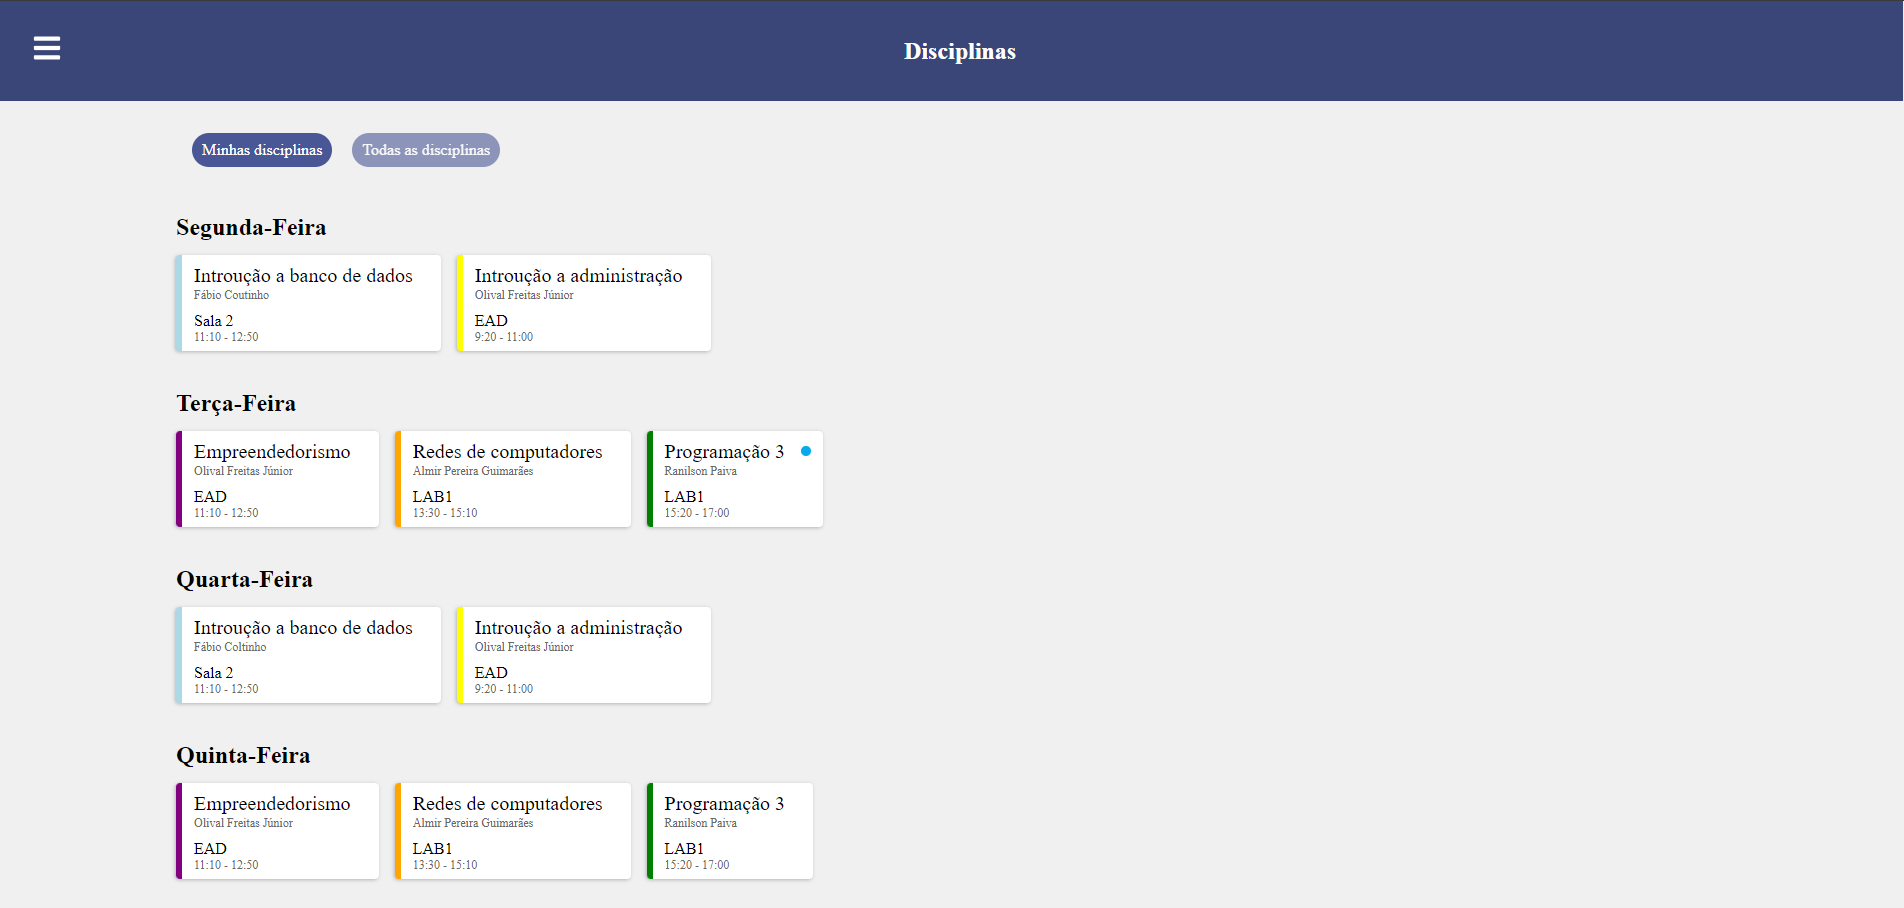 Disciplinas
Minhas disciplinas
Todas as disciplinas
Segunda-Feira
Introução a banco de dados
Fábio Coutinho
Sala 2
11:10 - 12:50
Introução a administração
Olival Freitas Júnior
EAD
9:20 - 11:00
Terça-Feira
Empreendedorismo
Olival Freitas Júnior
EAD
11:10 - 12:50
Redes de computadores
Almir Pereira Guimarães
LAB1
13:30 - 15:10
Programação 3
Ranilson Paiva
LAB1
15:20 - 17:00
Quarta-Feira
Introução a banco de dados
Fábio Coltinho
Sala 2
11:10 - 12:50
Introução a administração
Olival Freitas Júnior
EAD
9:20 - 11:00
Quinta-Feira
Empreendedorismo
Olival Freitas Júnior
EAD
11:10 - 12:50
Redes de computadores
Almir Pereira Guimarães
LAB1
13:30 - 15:10
Programação 3
Ranilson Paiva
LAB1
15:20 - 17:00